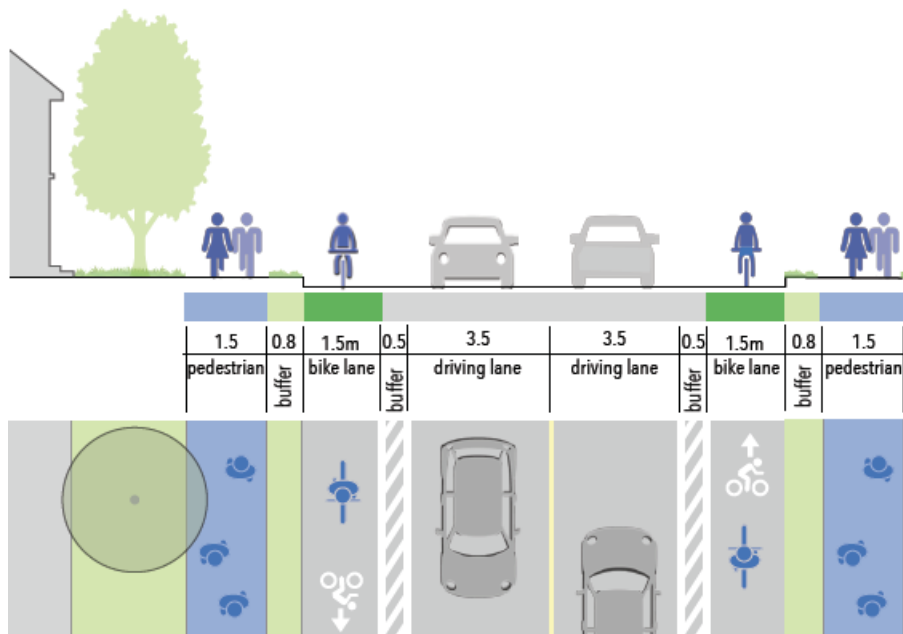 1.5 0.8 1.5m 0.5 3.5 3.5 0.5 1.5m 0.8 1.5
pedestrian buffer bike lane buffer driving lane driving lane buffer bike lane buffer pedestrian